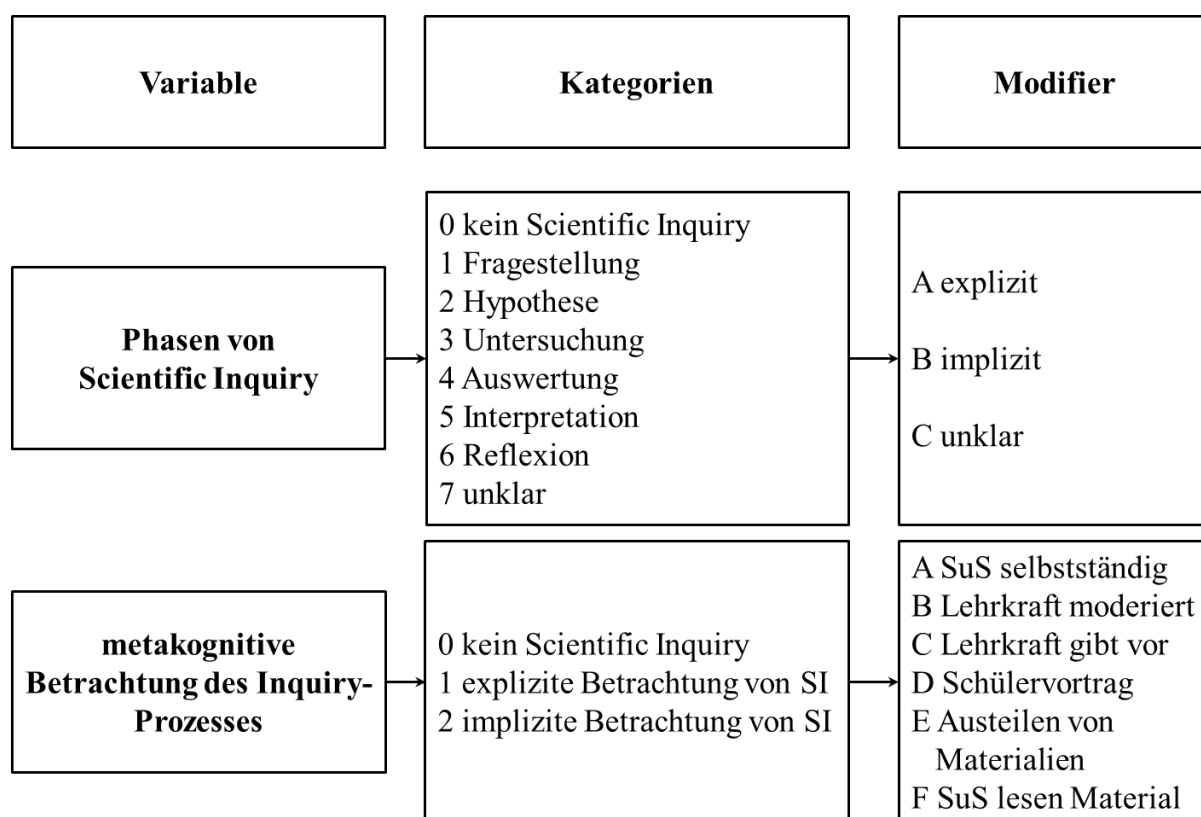 Variable
Kategorien
Modifier
Phasen von
Scientific Inquiry
0 kein Scientific Inquiry
1 Fragestellung
2 Hypothese
3 Untersuchung
4 Auswertung
5 Interpretation
6 Reflexion
7 unklar
A explizit
B implizit
C unklar
metakognitive
Betrachtung des Inquiry-
Prozesses
0 kein Scientific Inquiry
1 explizite Betrachtung von SI
2 implizite Betrachtung von SI
A SuS selbstständig
B Lehrkraft moderiert
C Lehrkraft gibt vor
D Schülervortrag
E Austeilen von
Materialien
F SuS lesen Material